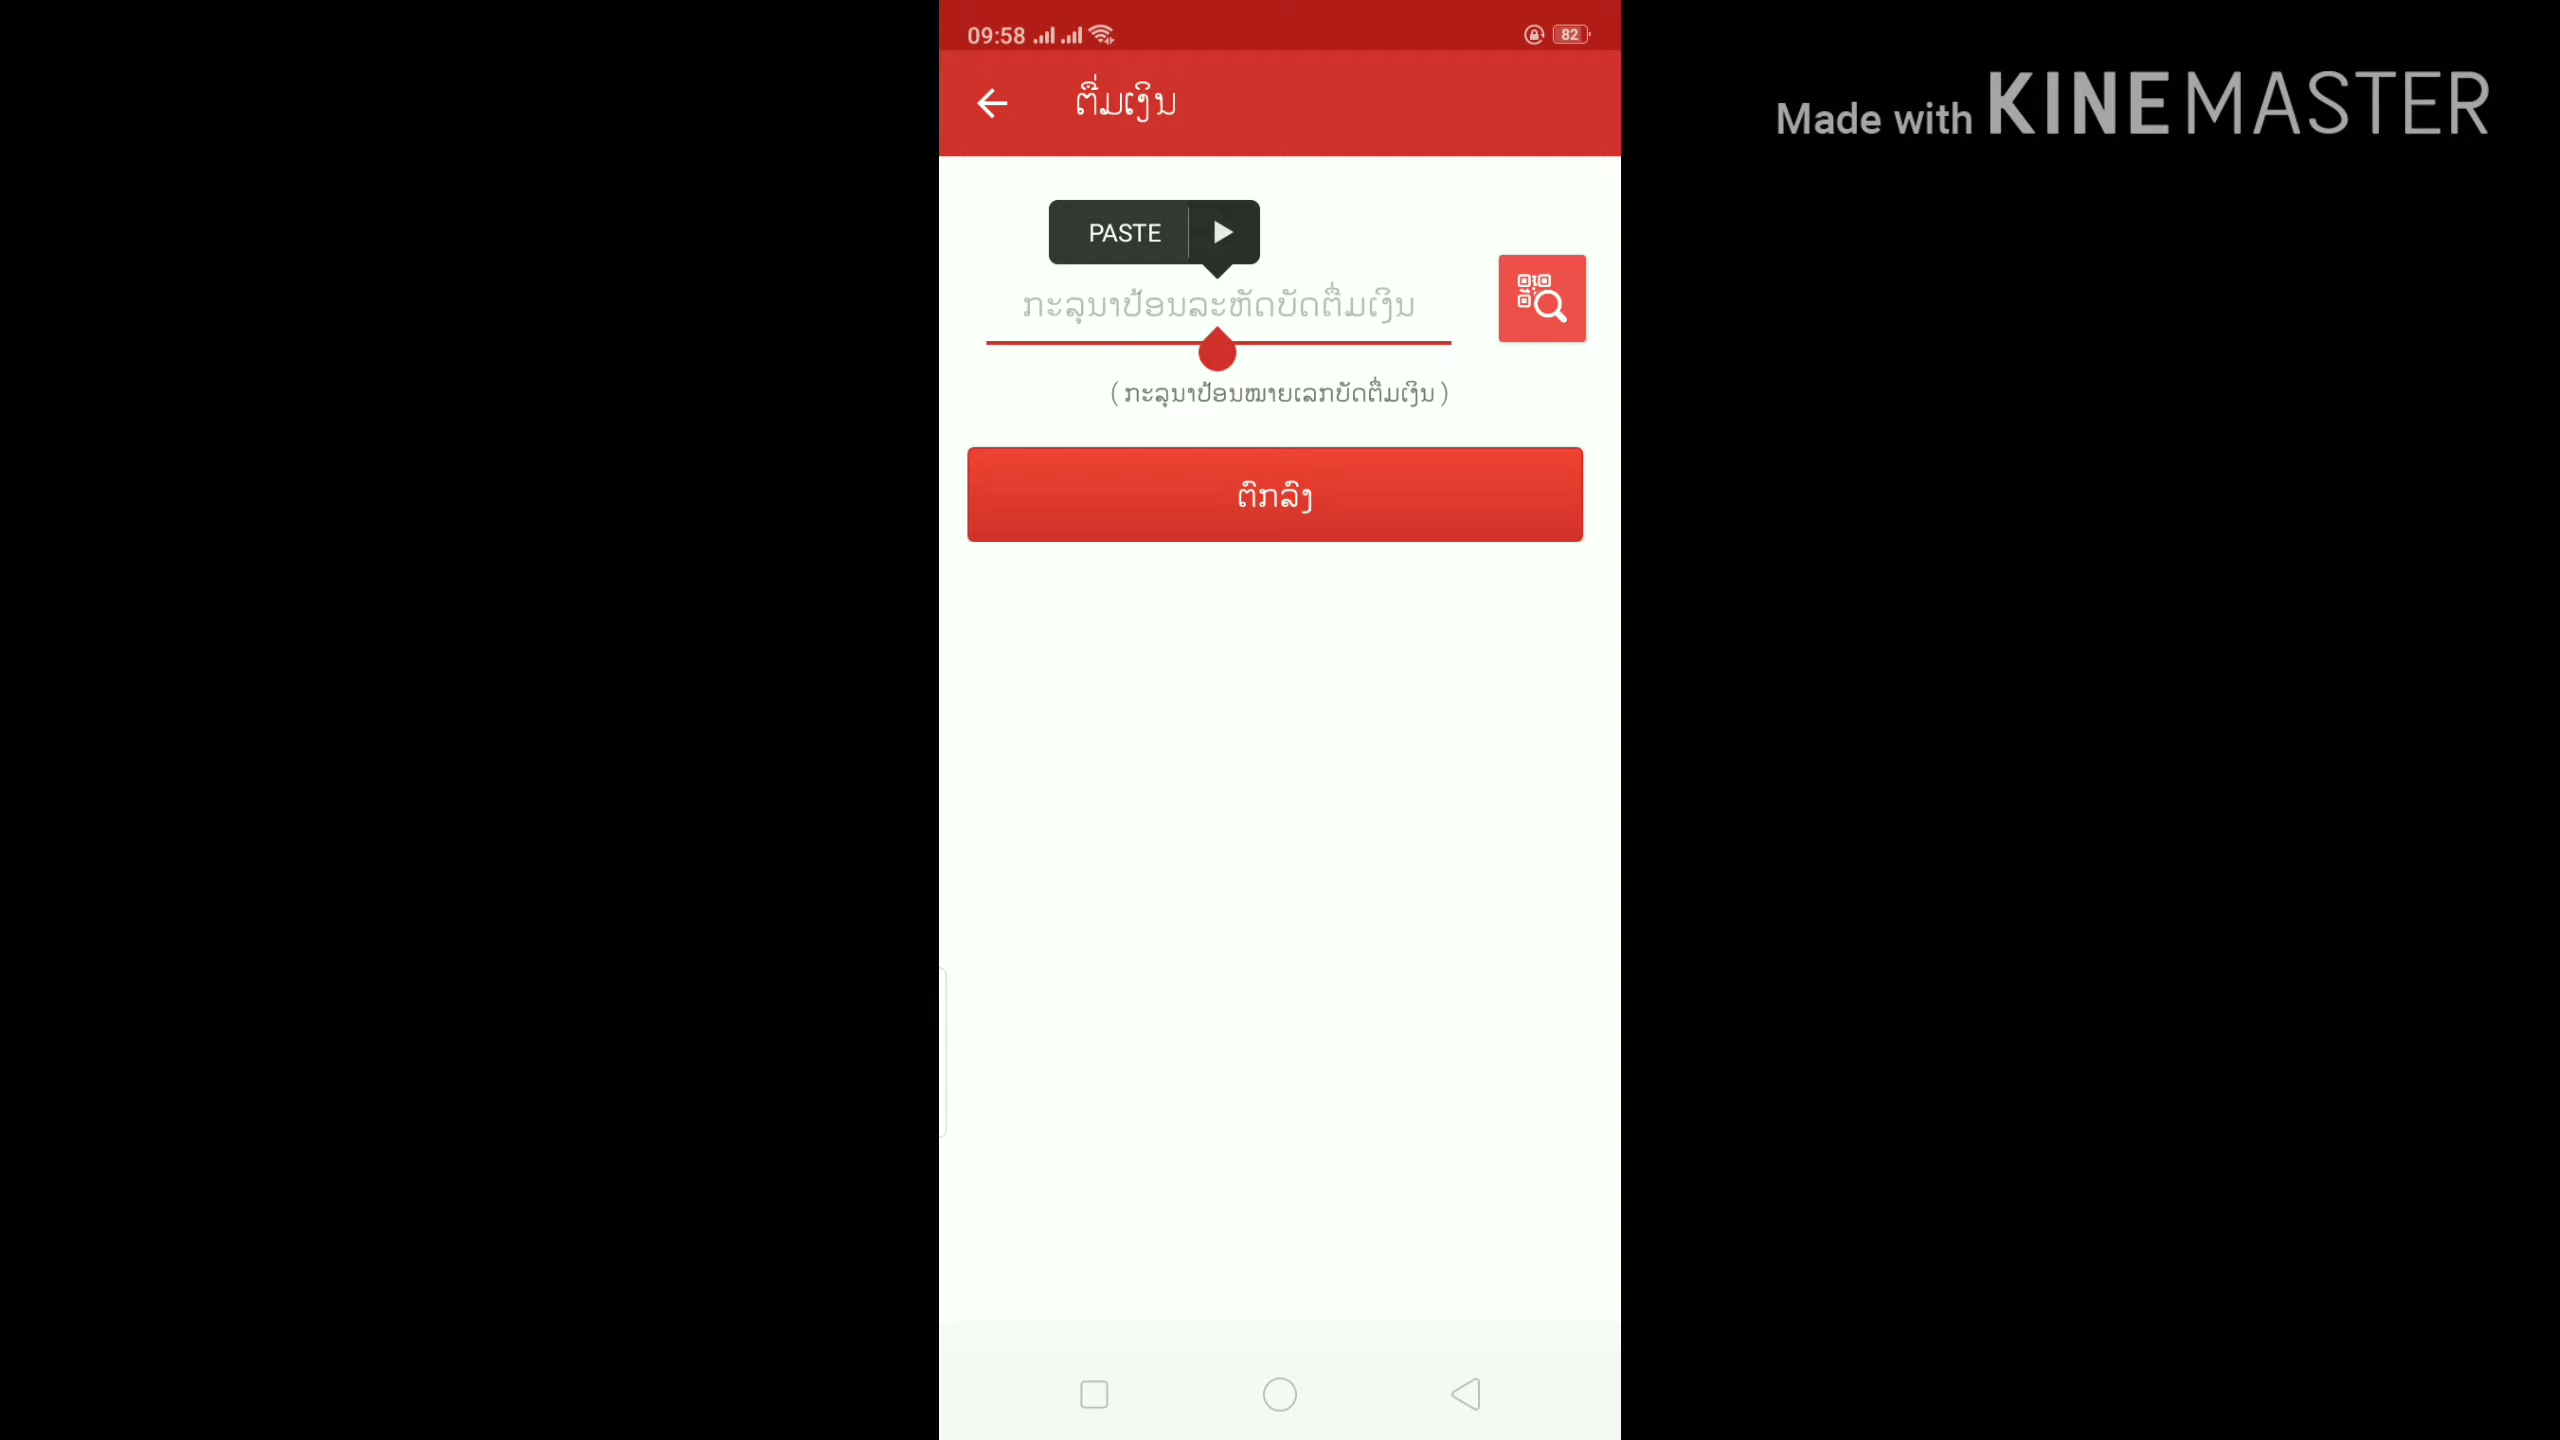 09:58
82
Made with KINEMASTER
ຕື່ມເງິນ
PASTE
ກະລຸນາປ້ອນລະຫັດບັດຕື່ມເງິນ
( ກະລຸນາປ້ອນໝາຍເລກບັດຕື່ມເງິນ )
ຕົກລົງ